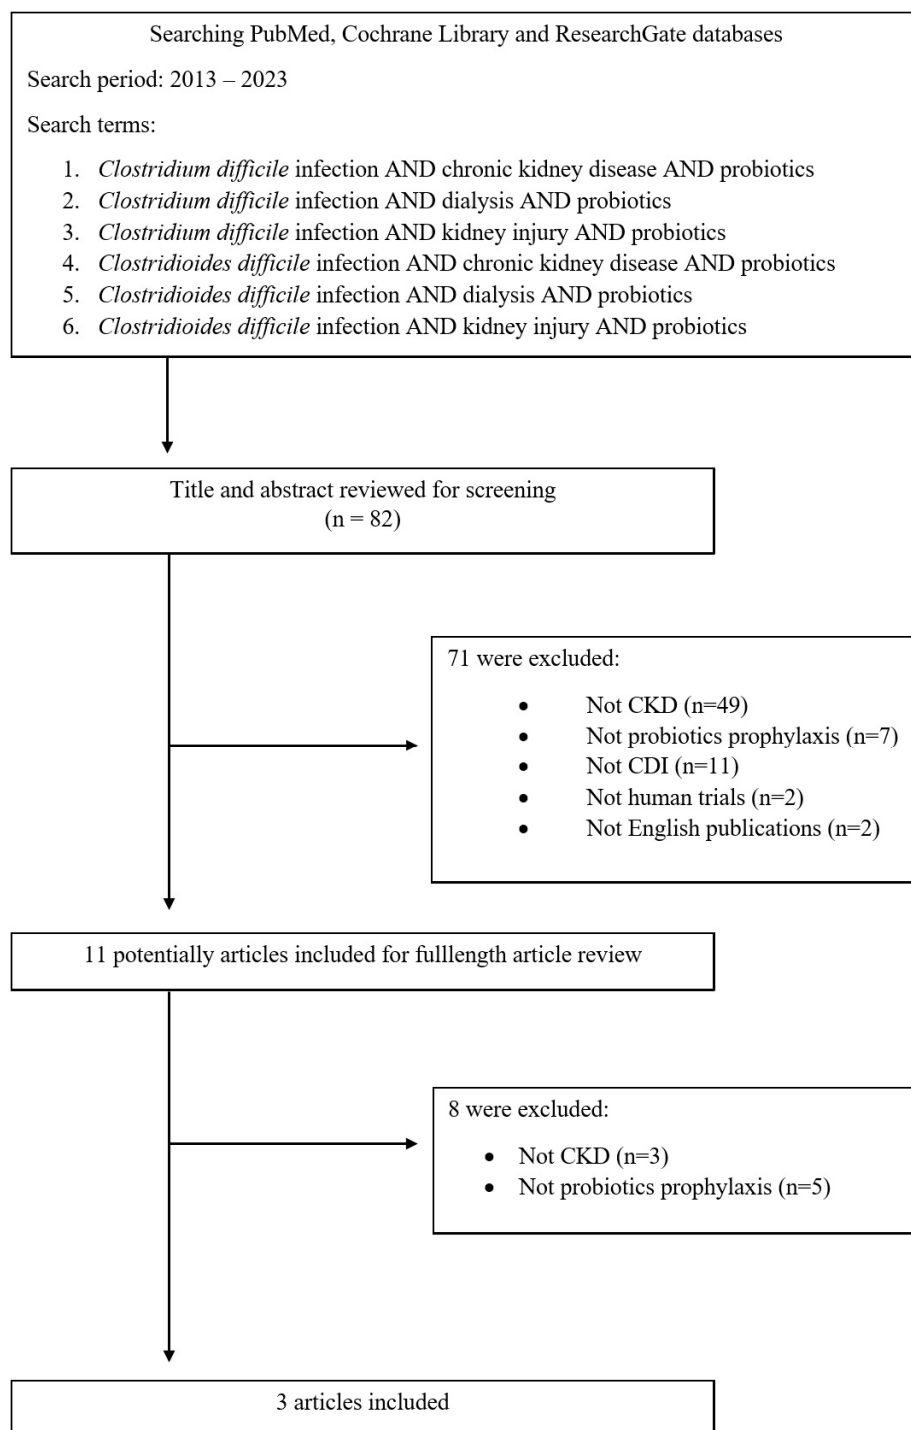 Searching PubMed, Cochrane Library and ResearchGate databases
Search period: 2013 – 2023
Search terms:
1. Clostridium difficile infection AND chronic kidney disease AND probiotics
2. Clostridium difficile infection AND dialysis AND probiotics
3. Clostridium difficile infection AND kidney injury AND probiotics
4. Clostridioides difficile infection AND chronic kidney disease AND probiotics
5. Clostridioides difficile infection AND dialysis AND probiotics
6. Clostridioides difficile infection AND kidney injury AND probiotics
Title and abstract reviewed for screening
(n = 82)
71 were excluded:
• Not CKD (n=49)
• Not probiotics prophylaxis (n=7)
• Not CDI (n=11)
• Not human trials (n=2)
• Not English publications (n=2)
11 potentially articles included for fulllength article review
8 were excluded:
• Not CKD (n=3)
• Not probiotics prophylaxis (n=5)
3 articles included